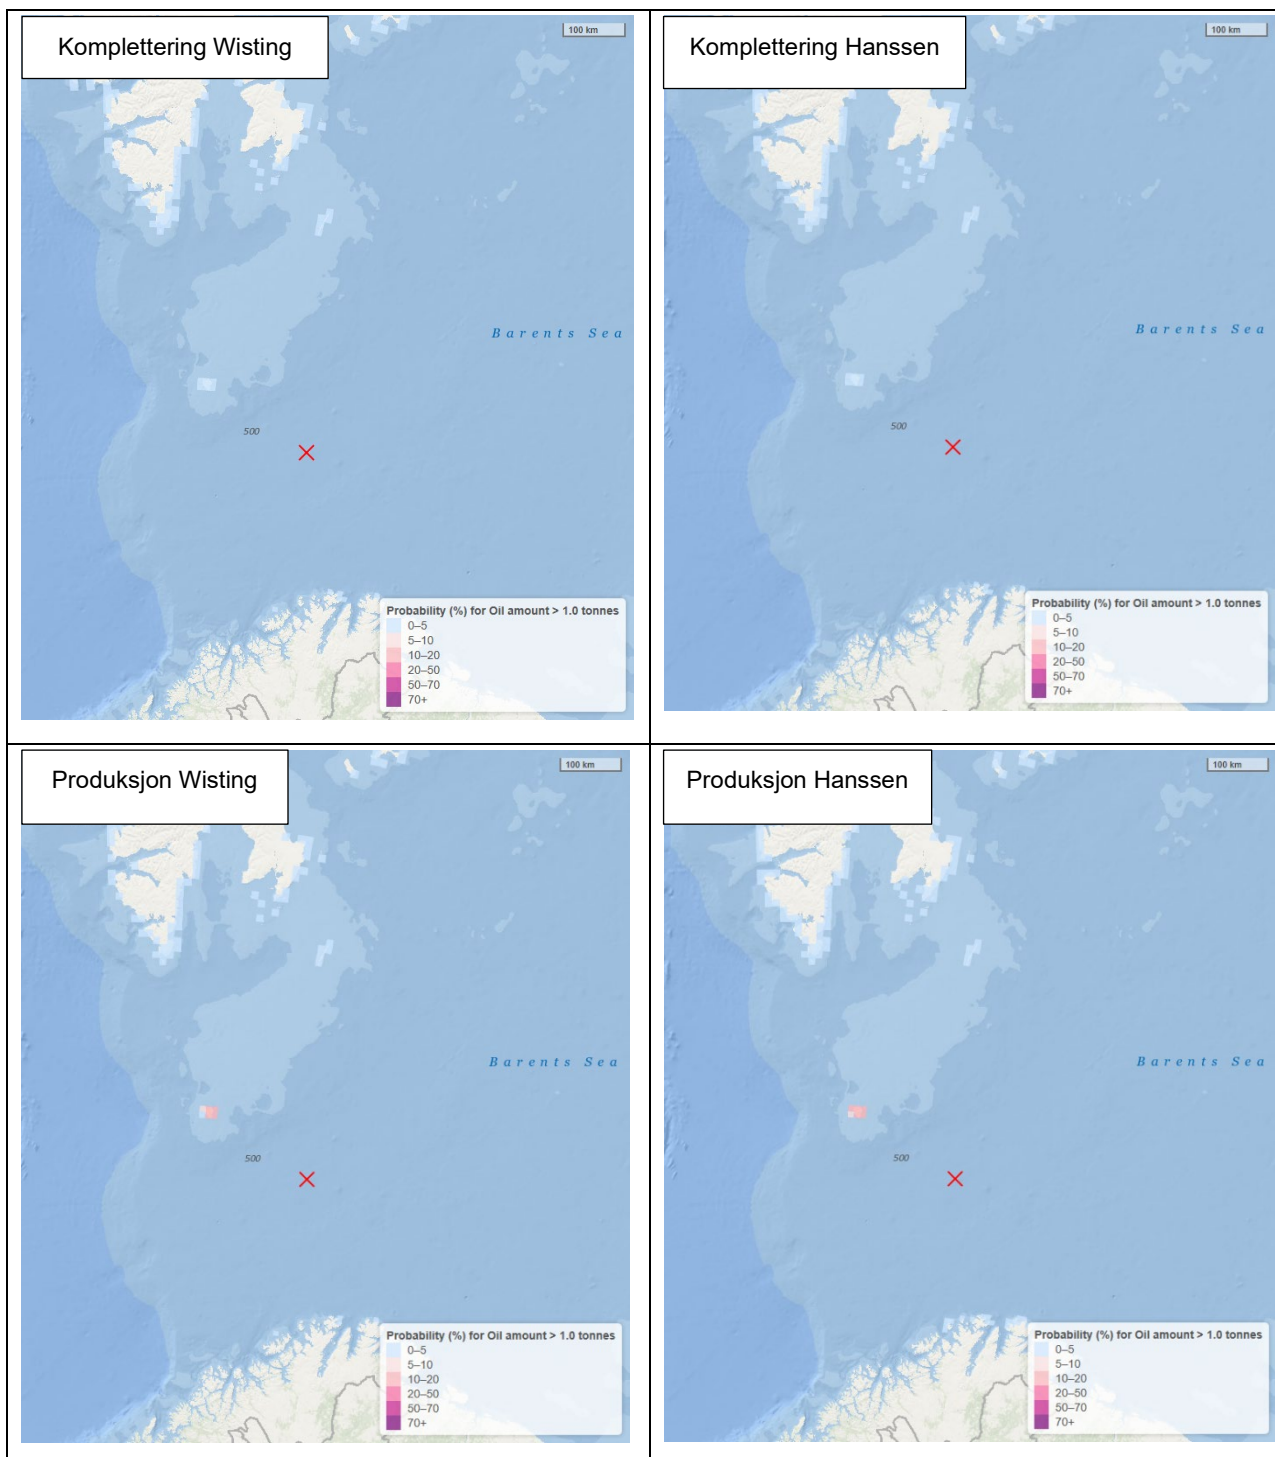 Komplettering Wisting
100 km
Barents Sea
500
Probability (%) for Oil amount > 1.0 tonnes
0–5
5–10
10–20
20–50
50–70
70+
Komplettering Hanssen
100 km
Barents Sea
500
Probability (%) for Oil amount > 1.0 tonnes
0–5
5–10
10–20
20–50
50–70
70+
Produksjon Wisting
100 km
Barents Sea
500
Probability (%) for Oil amount > 1.0 tonnes
0–5
5–10
10–20
20–50
50–70
70+
Produksjon Hanssen
100 km
Barents Sea
500
Probability (%) for Oil amount > 1.0 tonnes
0–5
5–10
10–20
20–50
50–70
70+